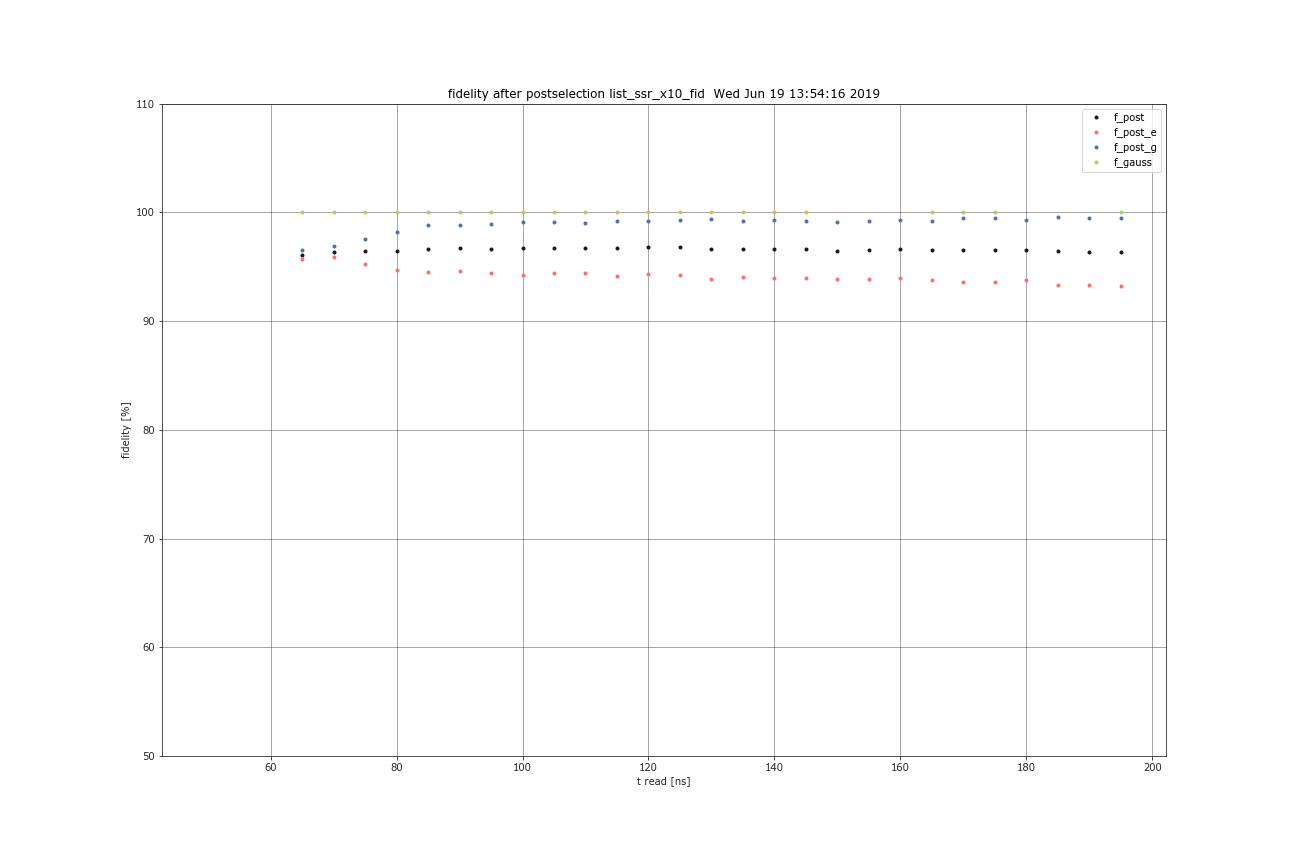 fidelity after postselection list_ssr_x10_fid  Wed Jun 19 13:54:16 2019
110
100
90
80
70
60
50
fidelity [%]
f_post
f_post_e
f_post_g
f_gauss
60 80 100 120 140 160 180 200
t read [ns]